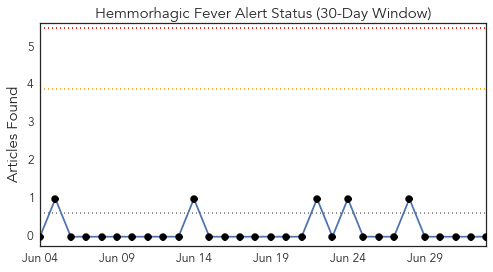 Hemmorhagic Fever Alert Status (30-Day Window)
Articles Found
5
4
3
2
1
0
Jun 04 Jun 09 Jun 14 Jun 19 Jun 24 Jun 29